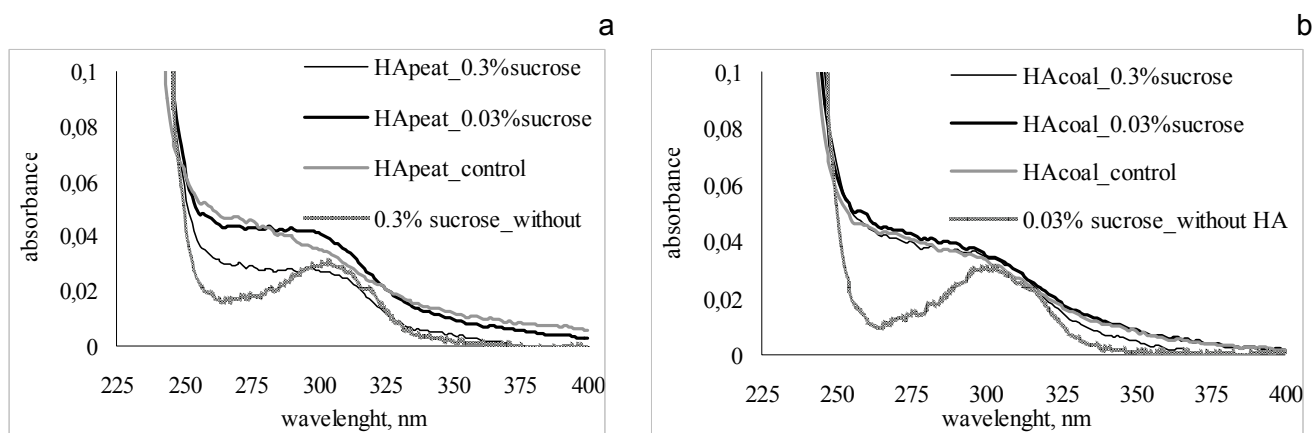 a
HApeat_0.3%sucrose
HApeat_0.03%sucrose
HApeat_control
0.3% sucrose_without
0,1
0,08
0,06
0,04
0,02
0
absorbance
225 250 275 300 325 350 375 400
wavelenght, nm
b
HAcoal_0.3%sucrose
HAcoal_0.03%sucrose
HAcoal_control
0.03% sucrose_without HA
0,1
0,08
0,06
0,04
0,02
0
absorbance
225 250 275 300 325 350 375 400
wavelenght, nm